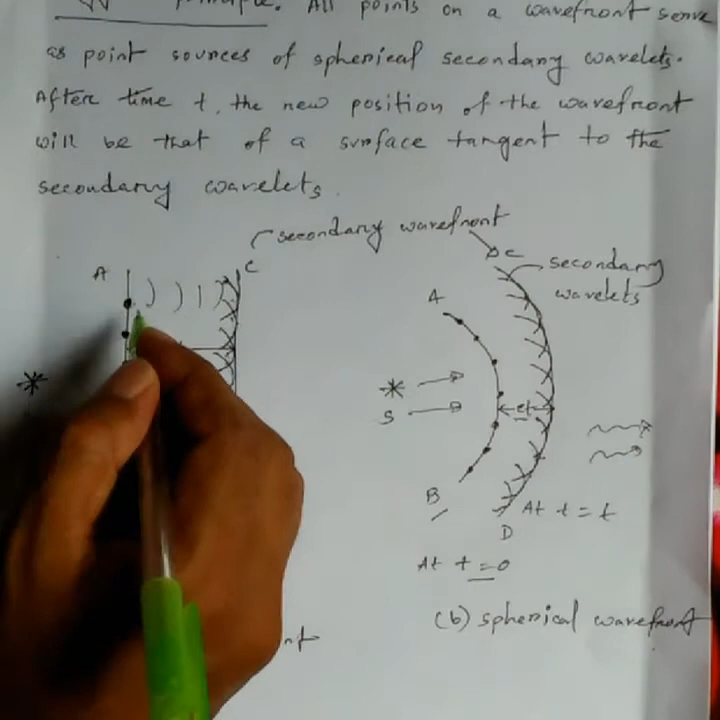 principle. All points on a wavefront serve
as point sources of spherical secondary wavelets.
After time t, the new position of the wavefront
will be that of a surface tangent to the
secondary wavelets.
secondary wavefront
A
C
C
secondary
wavelets
A
S
ct
B
D
At t = t
At t = 0
(b) spherical wavefront